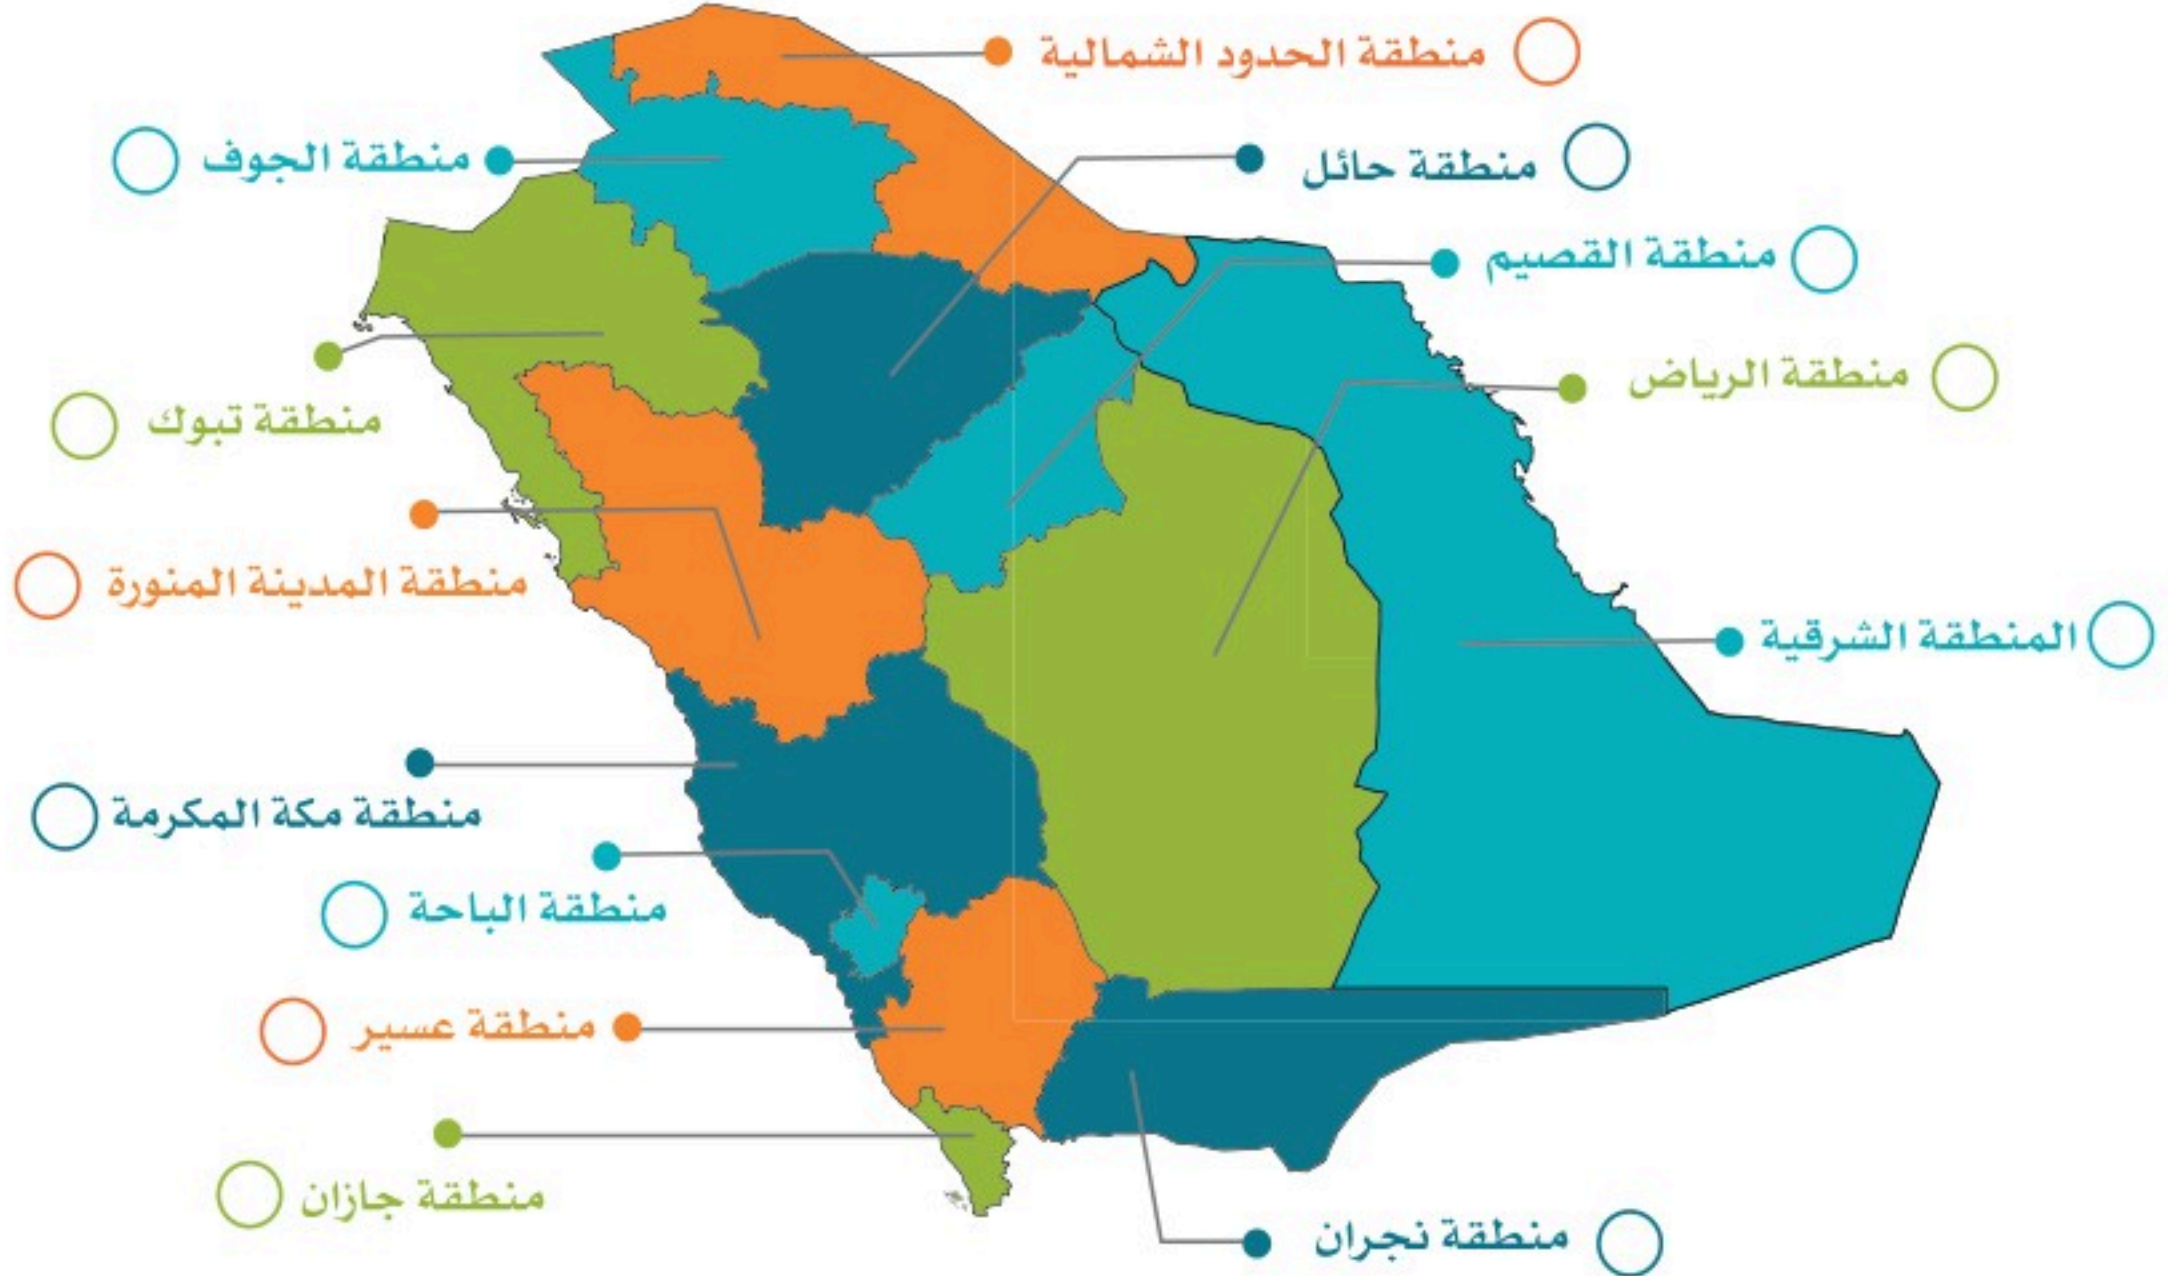 منطقة الحدود الشمالية
منطقة حائل
منطقة الجوف
منطقة القصيم
منطقة الرياض
منطقة تبوك
منطقة المدينة المنورة
المنطقة الشرقية
منطقة مكة المكرمة
منطقة الباحة
منطقة عسير
منطقة جازان
منطقة نجران